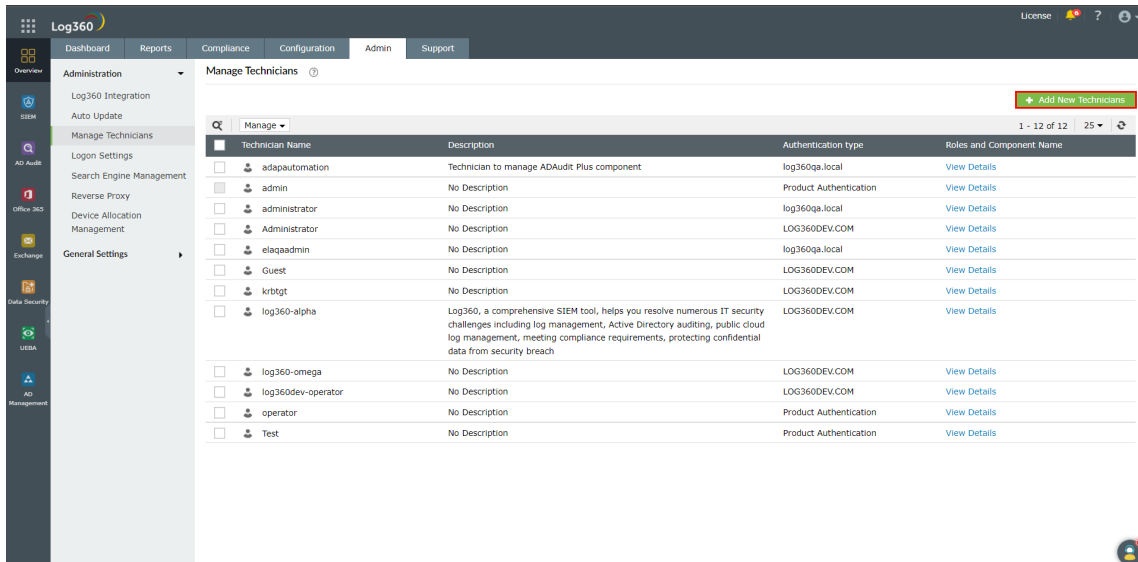 Log360
License
6
?
Dashboard Reports Compliance Configuration Admin Support
Overview
SIEM
AD Audit
Office 365
Exchange
Data Security
UEBA
AD
Management
Administration
Log360 Integration
Auto Update
Manage Technicians
Logon Settings
Search Engine Management
Reverse Proxy
Device Allocation
Management
General Settings
Manage Technicians ?
+ Add New Technicians
Manage 1 - 12 of 12 25
Technician Name Description Authentication type Roles and Component Name
adapautomation Technician to manage ADAudit Plus component log360qa.local View Details
admin No Description Product Authentication View Details
administrator No Description log360qa.local View Details
Administrator No Description LOG360DEV.COM View Details
elaqaadmin No Description log360qa.local View Details
Guest No Description LOG360DEV.COM View Details
krbtgt No Description LOG360DEV.COM View Details
log360-alpha Log360, a comprehensive SIEM tool, helps you resolve numerous IT security LOG360DEV.COM View Details
challenges including log management, Active Directory auditing, public cloud
log management, meeting compliance requirements, protecting confidential
data from security breach
log360-omega No Description LOG360DEV.COM View Details
log360dev-operator No Description LOG360DEV.COM View Details
operator No Description Product Authentication View Details
Test No Description Product Authentication View Details